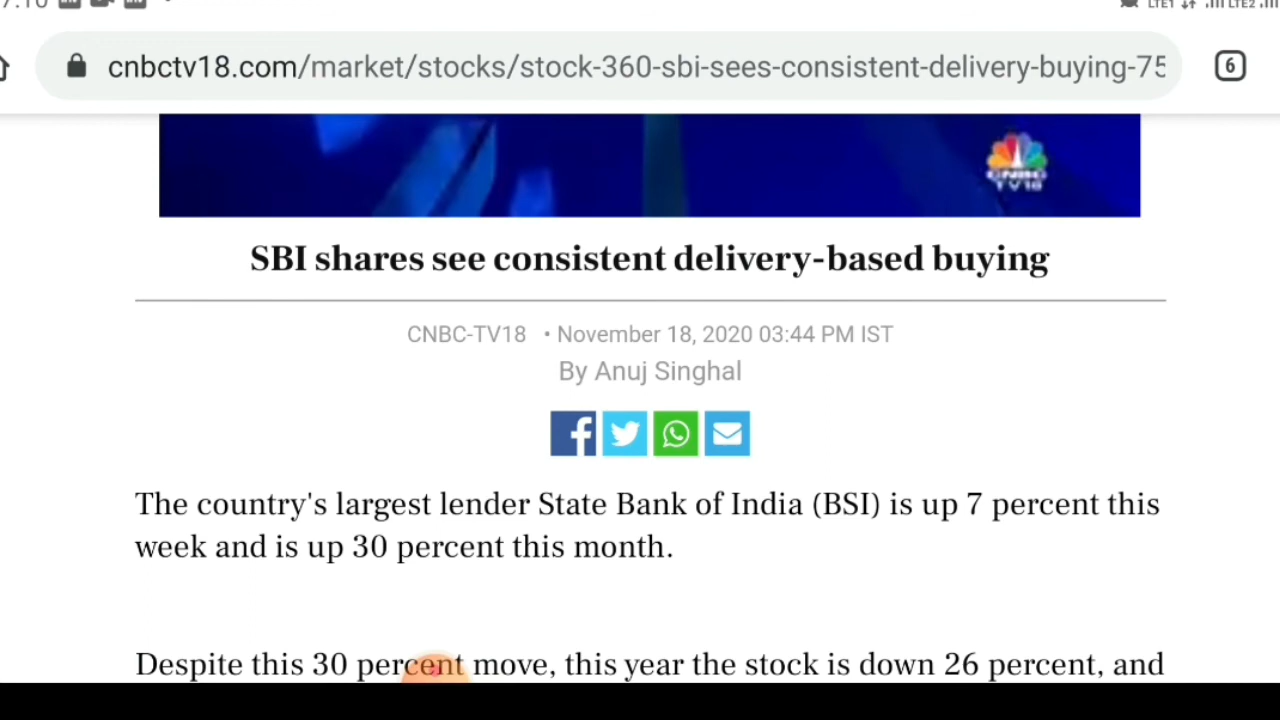 cnbctv18.com/market/stocks/stock-360-sbi-sees-consistent-delivery-buying-75
6
CNBC
TV18
SBI shares see consistent delivery-based buying
CNBC-TV18 • November 18, 2020 03:44 PM IST
By Anuj Singhal
The country's largest lender State Bank of India (BSI) is up 7 percent this
week and is up 30 percent this month.
Despite this 30 percent move, this year the stock is down 26 percent, and